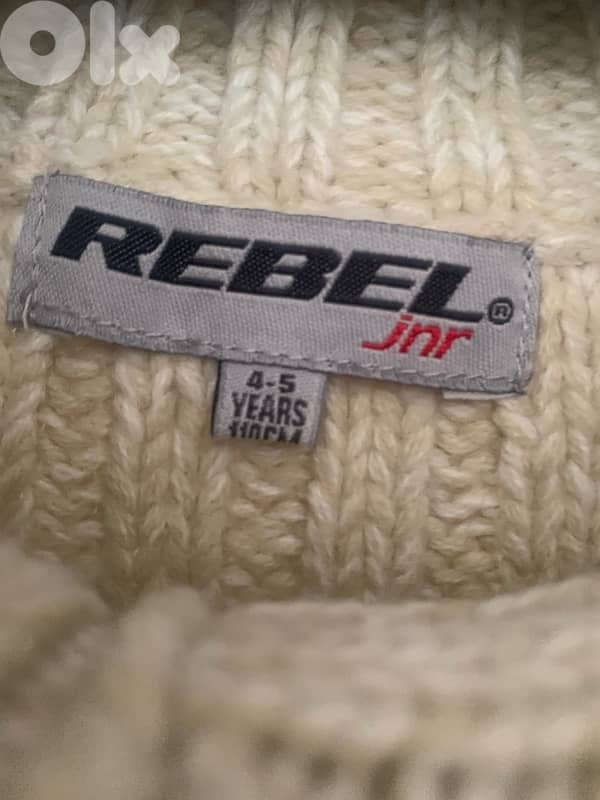 OLX
REBEL®
jnr
4-5
YEARS
110CM